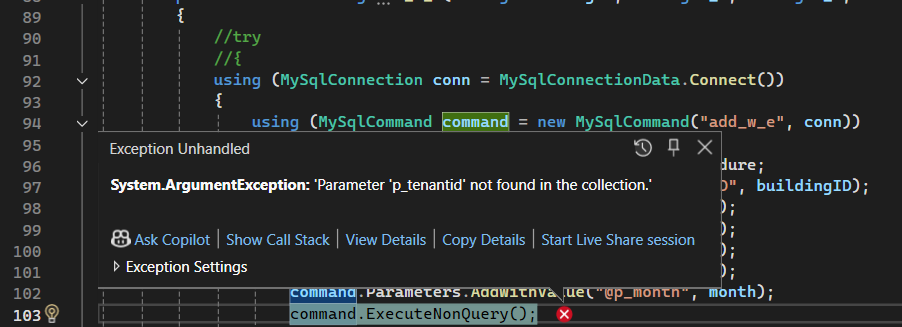 89 {
90 //try
91 //{
92 using (MySqlConnection conn = MySqlConnectionData.Connect())
93 {
94 using (MySqlCommand command = new MySqlCommand("add_w_e", conn))
95
Exception Unhandled
96 dure;
System.ArgumentException: 'Parameter 'p_tenantid' not found in the collection.'
97 D", buildingID);
98 );
99 );
100 );
Ask Copilot | Show Call Stack | View Details | Copy Details | Start Live Share session
101 );
Exception Settings
102 command.Parameters.AddWithValue("@p_month", month);
103 command.ExecuteNonQuery();